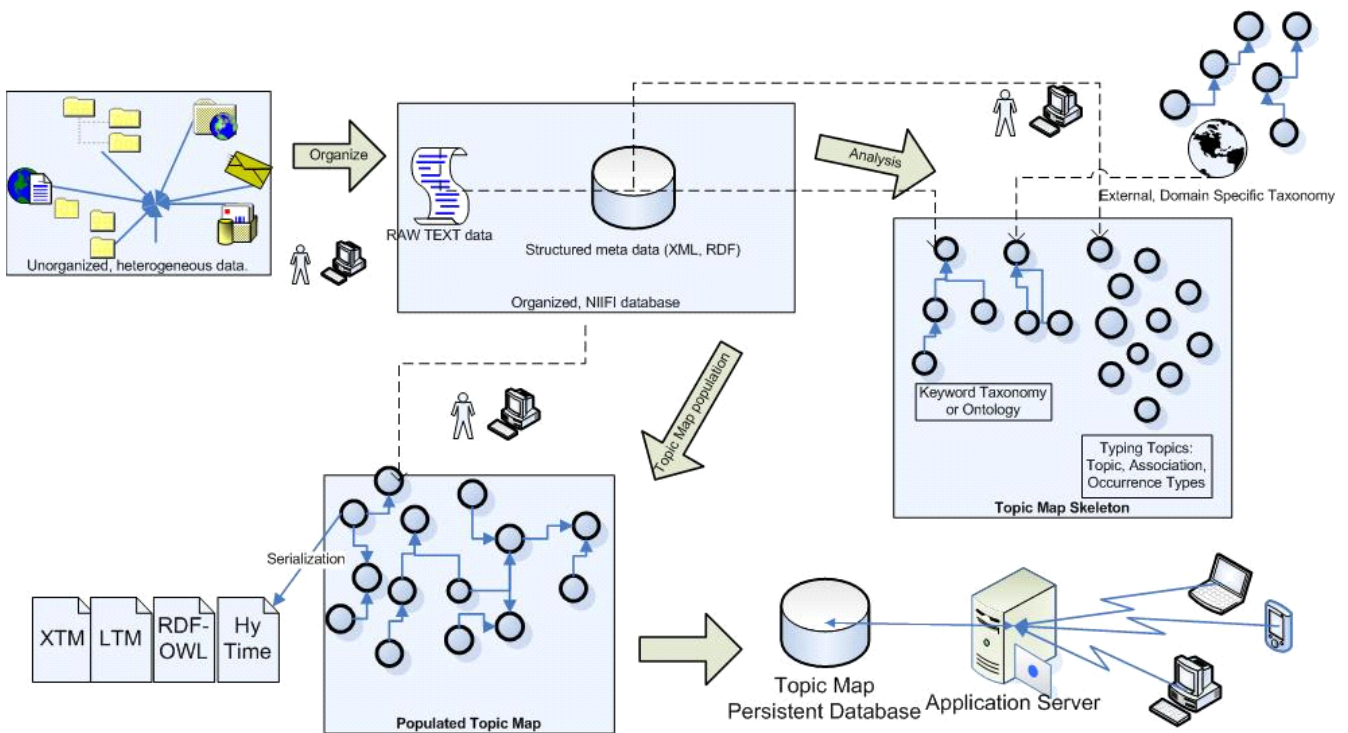 Organize
Unorganized, heterogeneous data.
RAW TEXT data
Structured meta data (XML, RDF)
Organized, NIIFI database
Analysis
External, Domain Specific Taxonomy
Keyword Taxonomy
or Ontology
Typing Topics:
Topic, Association,
Occurrence Types
Topic Map Skeleton
Topic Map population
Serialization
XTM
LTM
RDF-
OWL
Hy
Time
Populated Topic Map
Topic Map
Persistent Database
Application Server